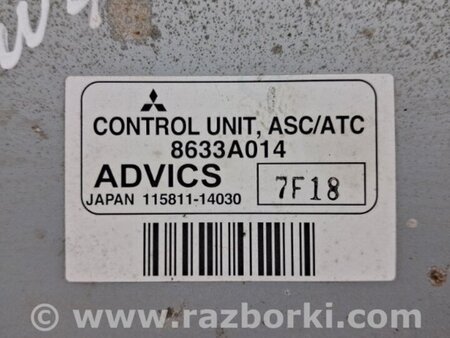 CONTROL UNIT, ASC/ATC
8633A014
ADVICS
7F18
JAPAN 115811-14030
© www.razborki.com